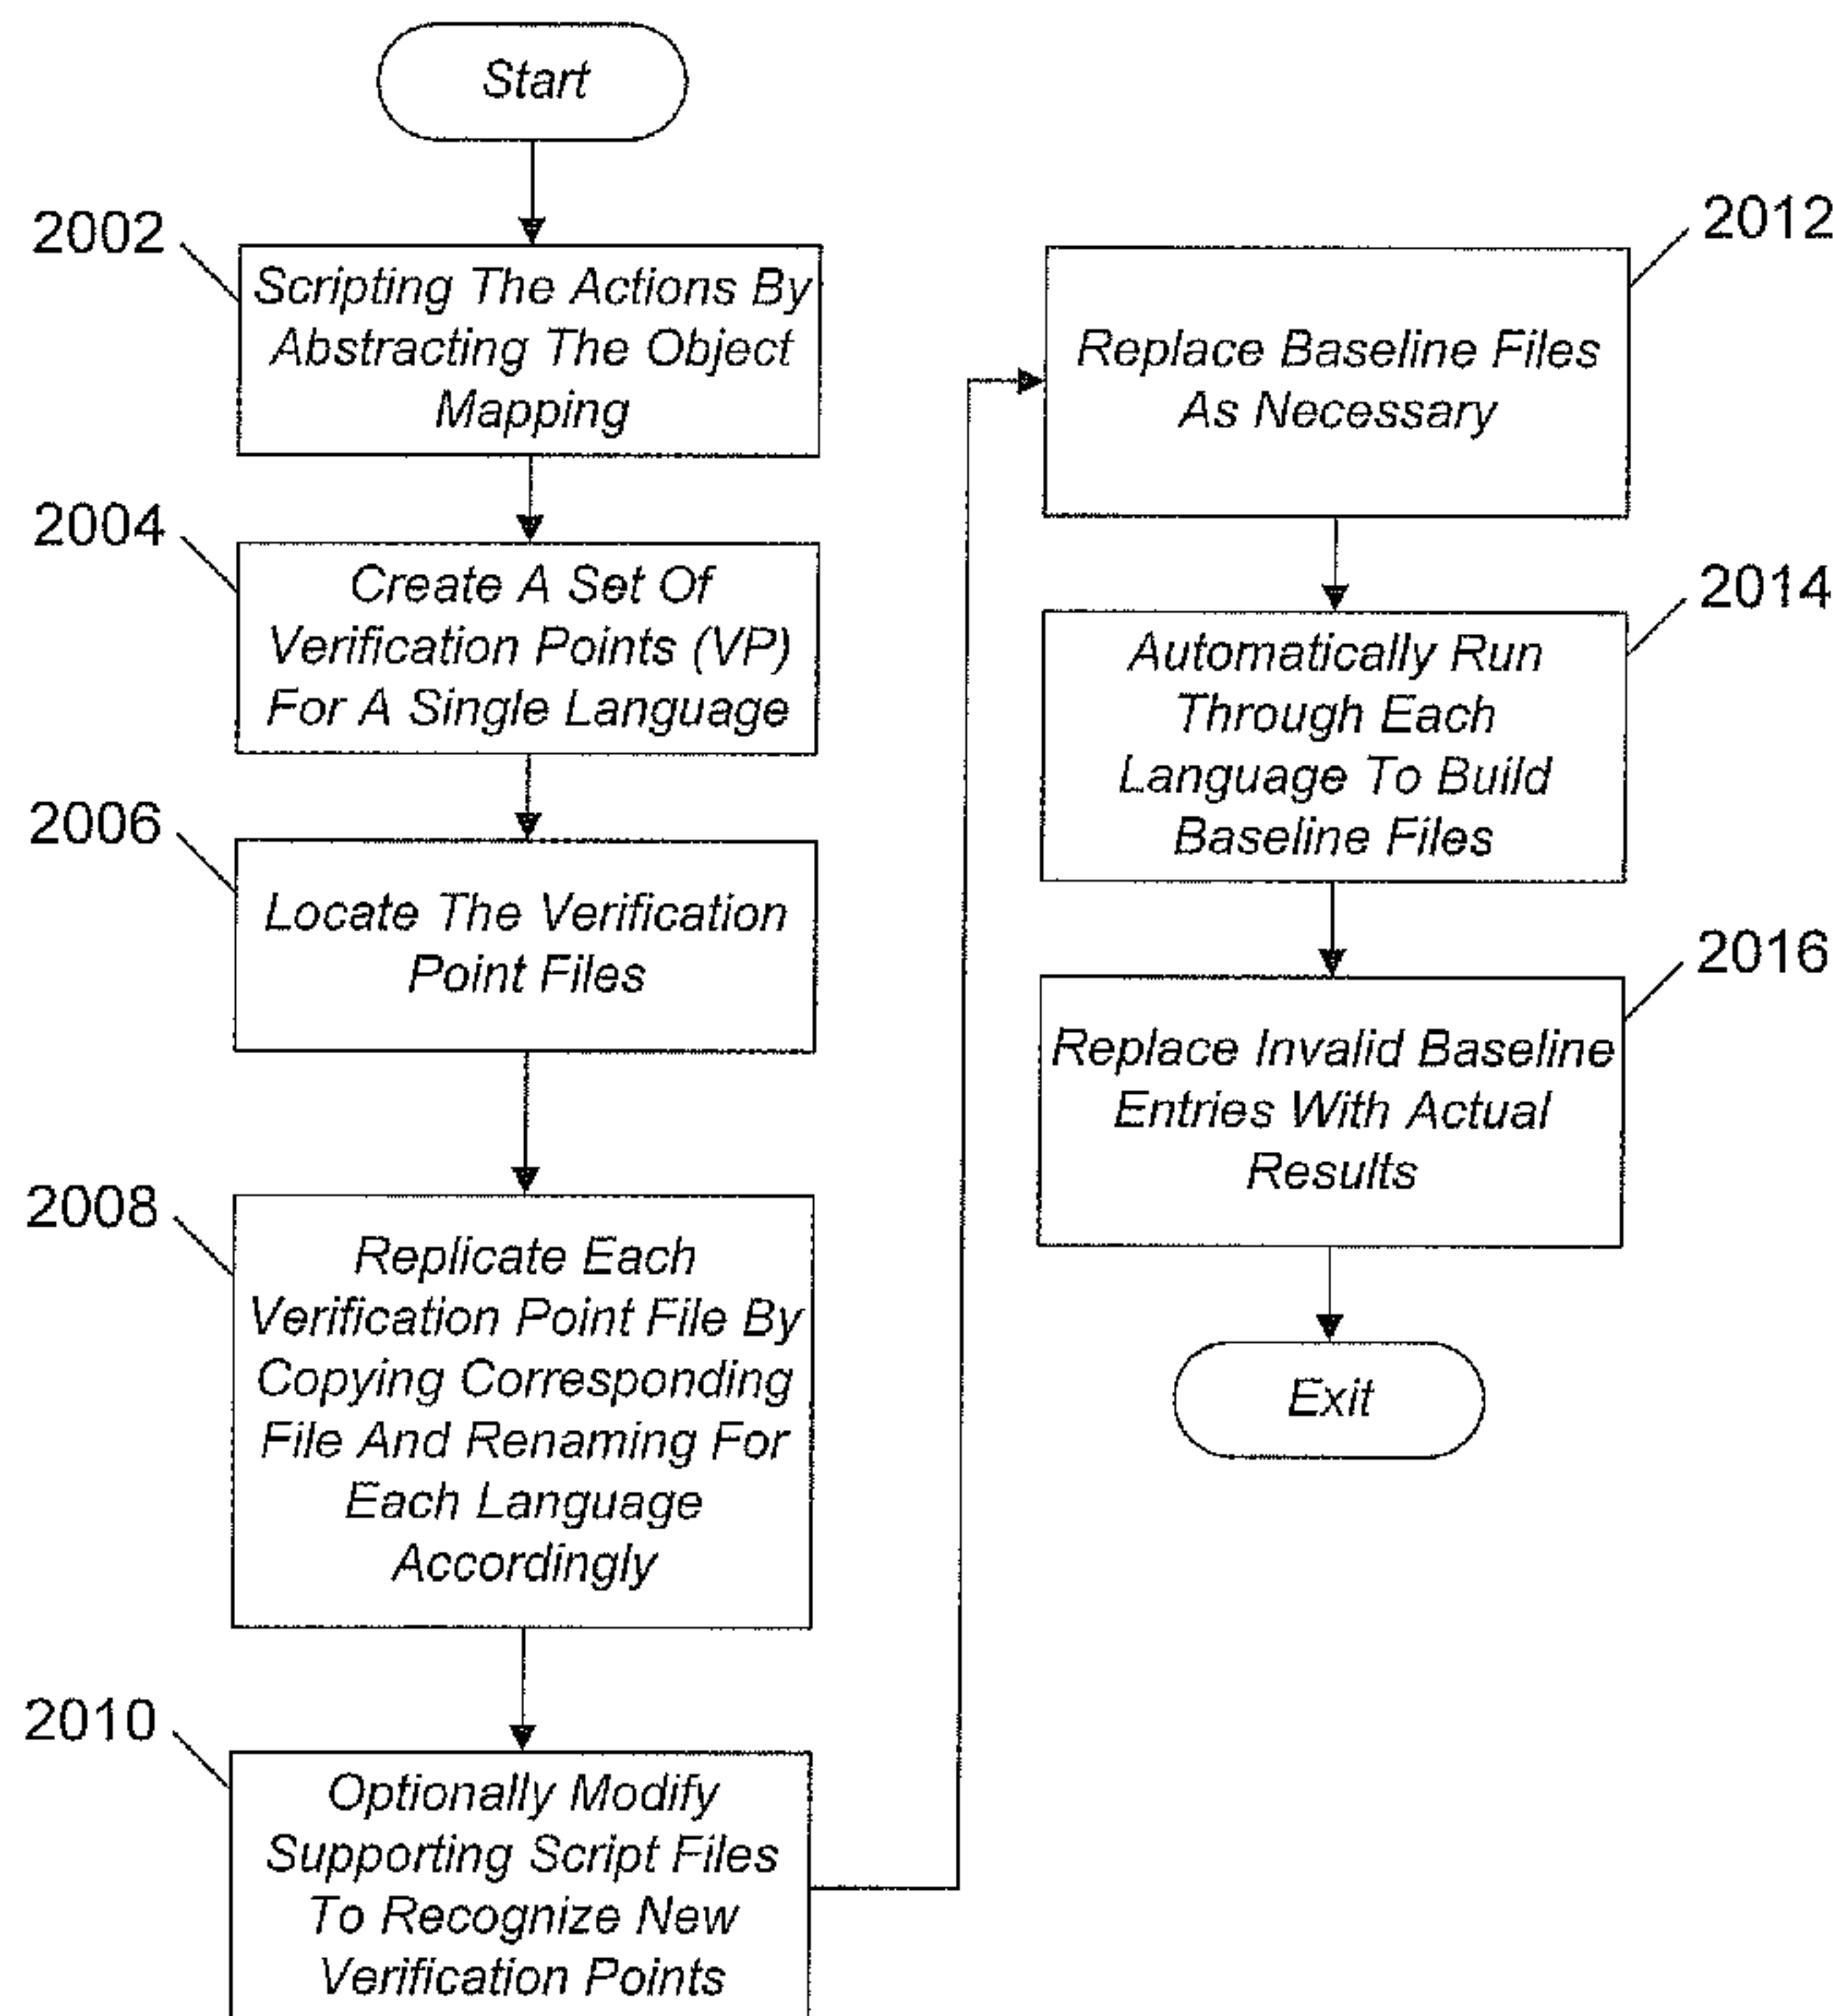 Start
2002
Scripting The Actions By
Abstracting The Object
Mapping
2004
Create A Set Of
Verification Points (VP)
For A Single Language
2006
Locate The Verification
Point Files
2008
Replicate Each
Verification Point File By
Copying Corresponding
File And Renaming For
Each Language
Accordingly
2010
Optionally Modify
Supporting Script Files
To Recognize New
Verification Points
2012
Replace Baseline Files
As Necessary
2014
Automatically Run
Through Each
Language To Build
Baseline Files
2016
Replace Invalid Baseline
Entries With Actual
Results
Exit